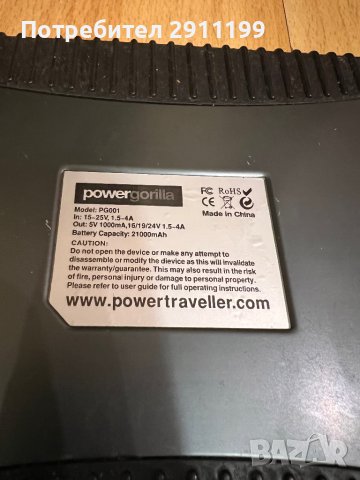 Потребител 2911199
powergorilla
Model: PG001
In: 15~25V, 1.5~4A
Out: 5V 1000mA,16/19/24V 1.5~4A
Battery Capacity: 21000mAh
FC RoHS
CE
Made in China
CAUTION:
Do not open the device or make any attempt to
disassemble or modify the device as this will invalidate
the warranty/guarantee. This may also result in the risk
of fire, personal injury or damage to personal property.
Please refer to user guide for full operating instructions.
www.powertraveller.com
BAZAR
bg